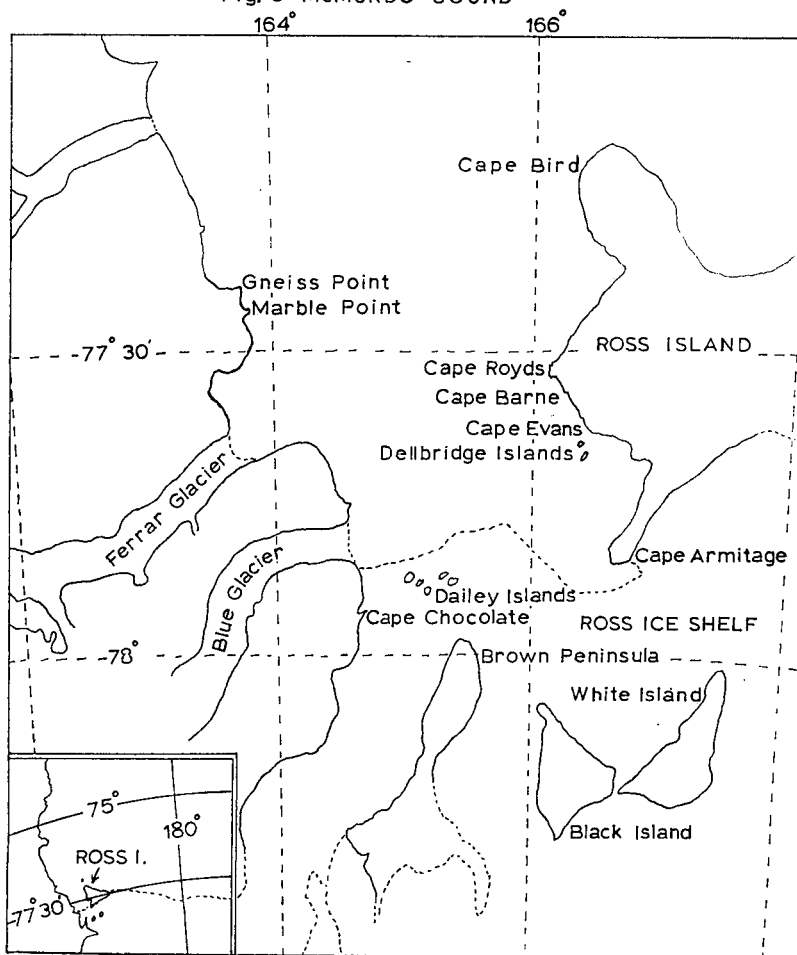 164° 166°
Cape Bird
Gneiss Point
Marble Point
77° 30'
ROSS ISLAND
Cape Royds
Cape Barne
Cape Evans
Dellbridge Islands
Ferrar Glacier
Blue Glacier
Cape Armitage
Dailey Islands
Cape Chocolate
ROSS ICE SHELF
78°
Brown Peninsula
White Island
Black Island
75°
180°
ROSS I.
77° 30'